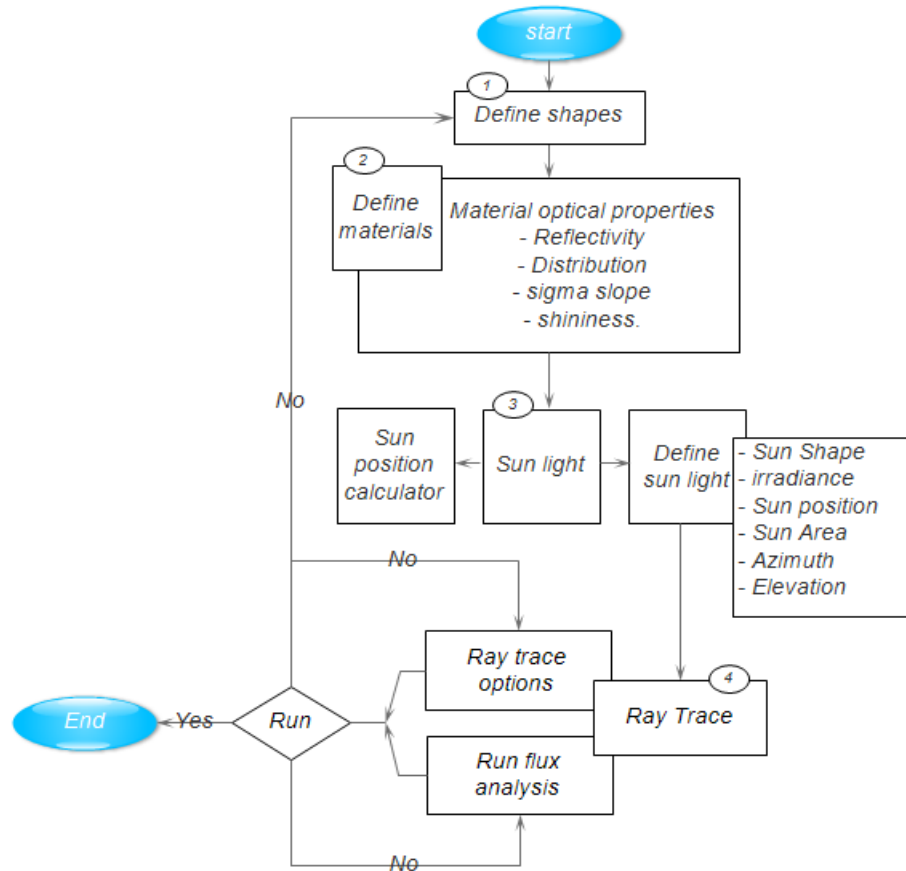 start
1
Define shapes
2
Define
materials
Material optical properties
- Reflectivity
- Distribution
- sigma slope
- shininess.
No
3
Sun
position
calculator
Sun light
Define
sun light
- Sun Shape
- irradiance
- Sun position
- Sun Area
- Azimuth
- Elevation
No
Ray trace
options
4
Ray Trace
End
Yes
Run
Run flux
analysis
No